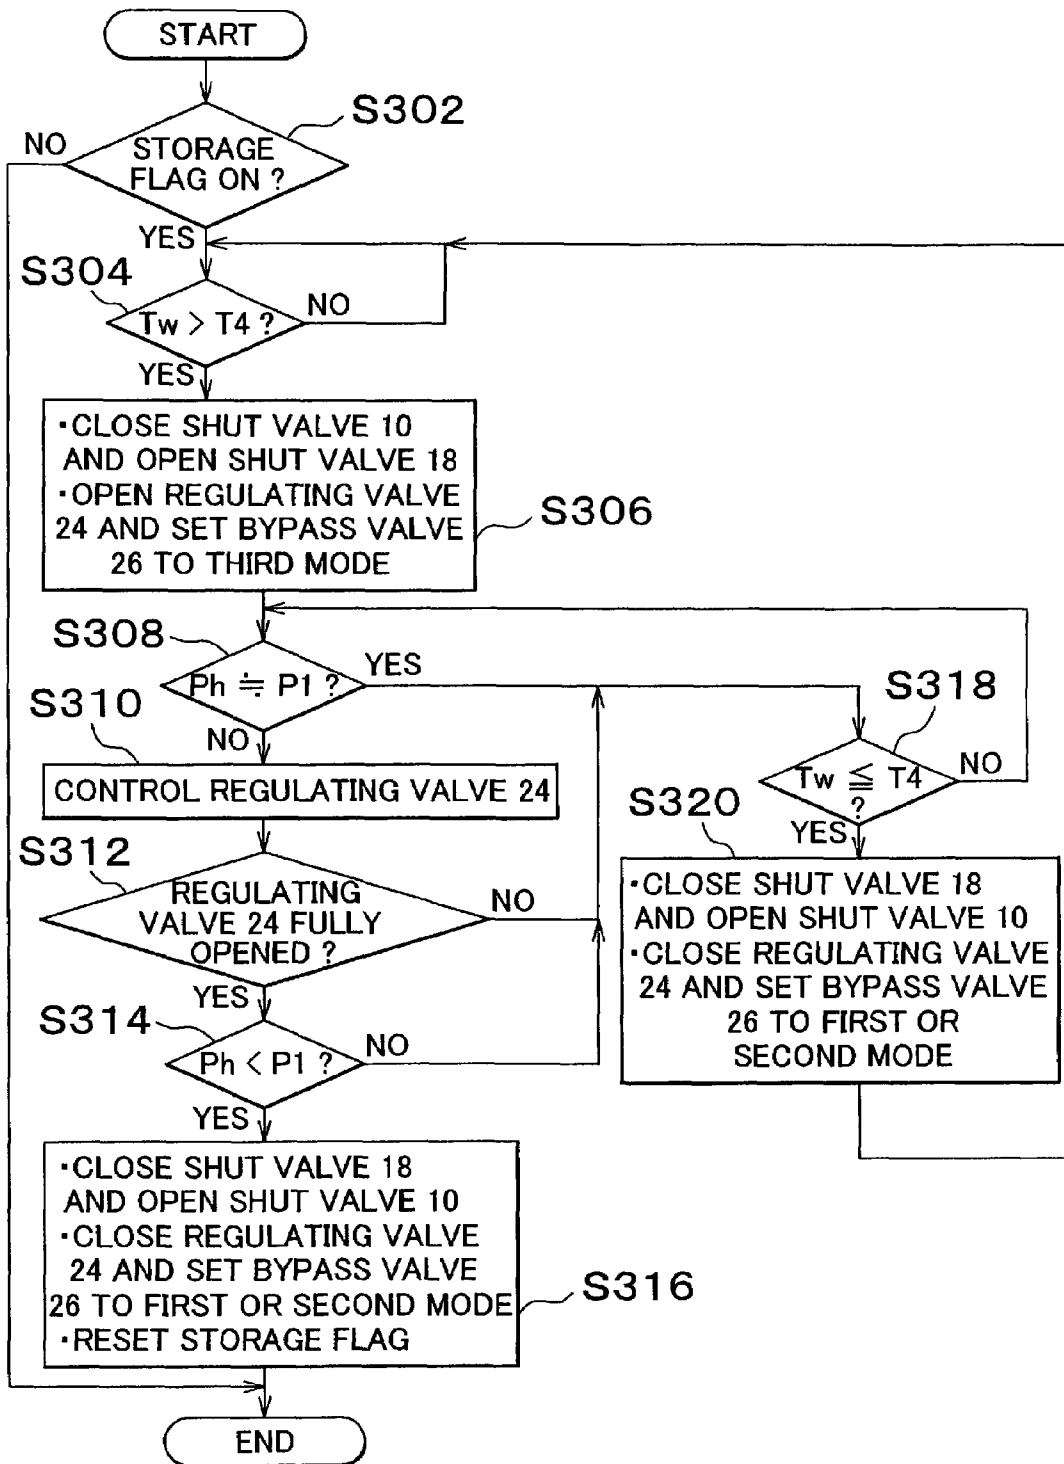 START
S302
NO
STORAGE
FLAG ON ?
YES
S304
NO
Tw > T4 ?
YES
・CLOSE SHUT VALVE 10
AND OPEN SHUT VALVE 18
・OPEN REGULATING VALVE
24 AND SET BYPASS VALVE
26 TO THIRD MODE
S306
S308
YES
Ph ≒ P1 ?
S310
NO
CONTROL REGULATING VALVE 24
S318
Tw ≦ T4
?
NO
YES
S320
S312
REGULATING
VALVE 24 FULLY
OPENED ?
NO
YES
・CLOSE SHUT VALVE 18
AND OPEN SHUT VALVE 10
・CLOSE REGULATING VALVE
24 AND SET BYPASS VALVE
26 TO FIRST OR
SECOND MODE
S314
Ph < P1 ?
NO
YES
・CLOSE SHUT VALVE 18
AND OPEN SHUT VALVE 10
・CLOSE REGULATING VALVE
24 AND SET BYPASS VALVE
26 TO FIRST OR SECOND MODE
・RESET STORAGE FLAG
S316
END